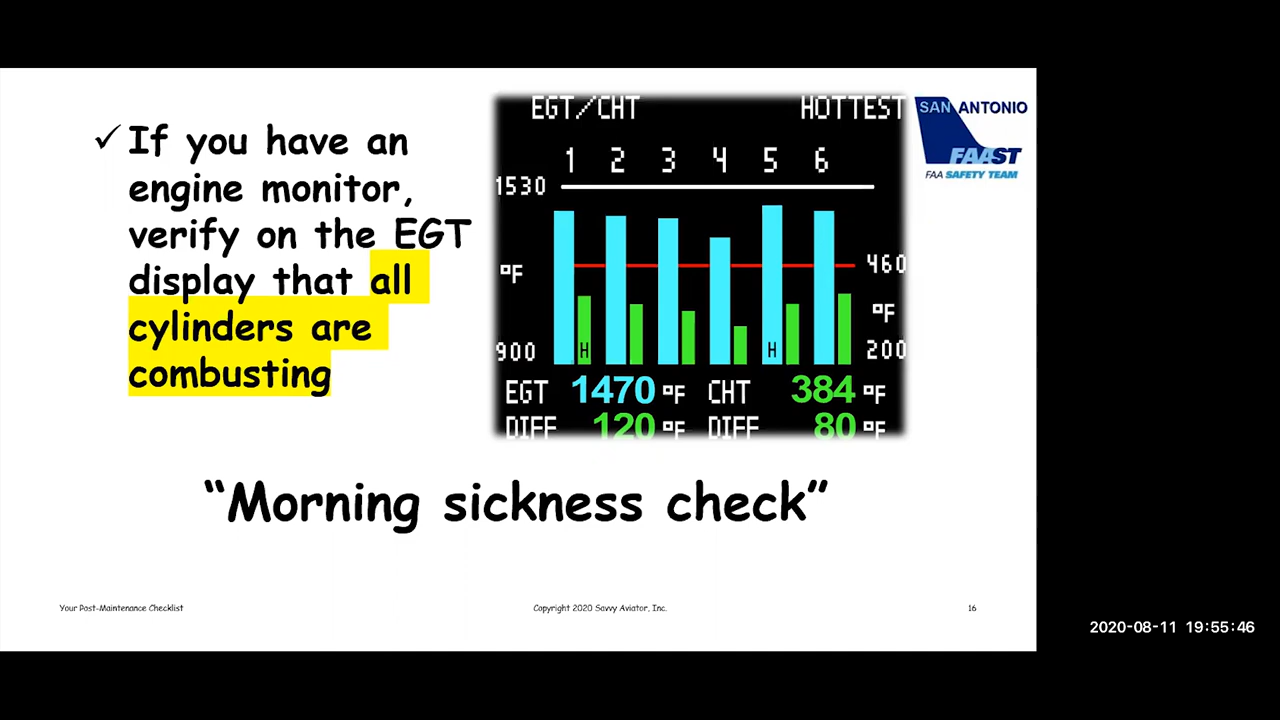 ✓ If you have an
engine monitor,
verify on the EGT
display that all
cylinders are
combusting
EGT/CHT HOTTEST
1 2 3 4 5 6
1530
460
°F
°F
900
H H
200
EGT 1470 °F CHT 384 °F
DIFF 120 °F DIFF 80 °F
SAN ANTONIO
FAAST
FAA SAFETY TEAM
“Morning sickness check”
Your Post-Maintenance Checklist Copyright 2020 Savvy Aviator, Inc. 16
2020-08-11 19:55:46